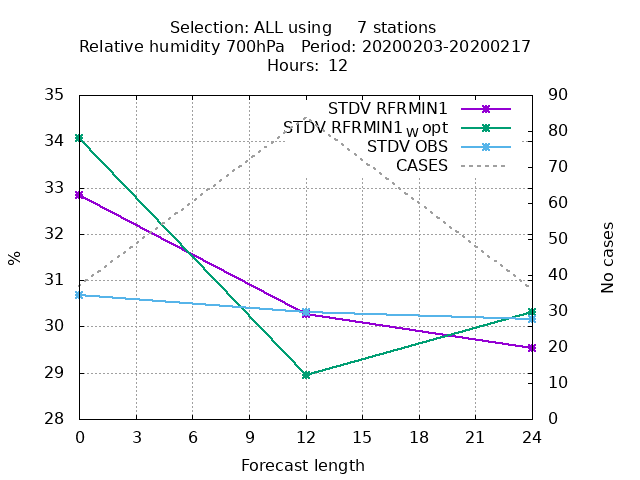 Selection: ALL using 7 stations
Relative humidity 700hPa Period: 20200203-20200217
Hours: 12
STDV RFRMIN1
STDV RFRMIN1_w opt
STDV OBS
CASES
35
34
33
32
31
30
29
28
%
90
80
70
60
50
40
30
20
10
0
No cases
0 3 6 9 12 15 18 21 24
Forecast length